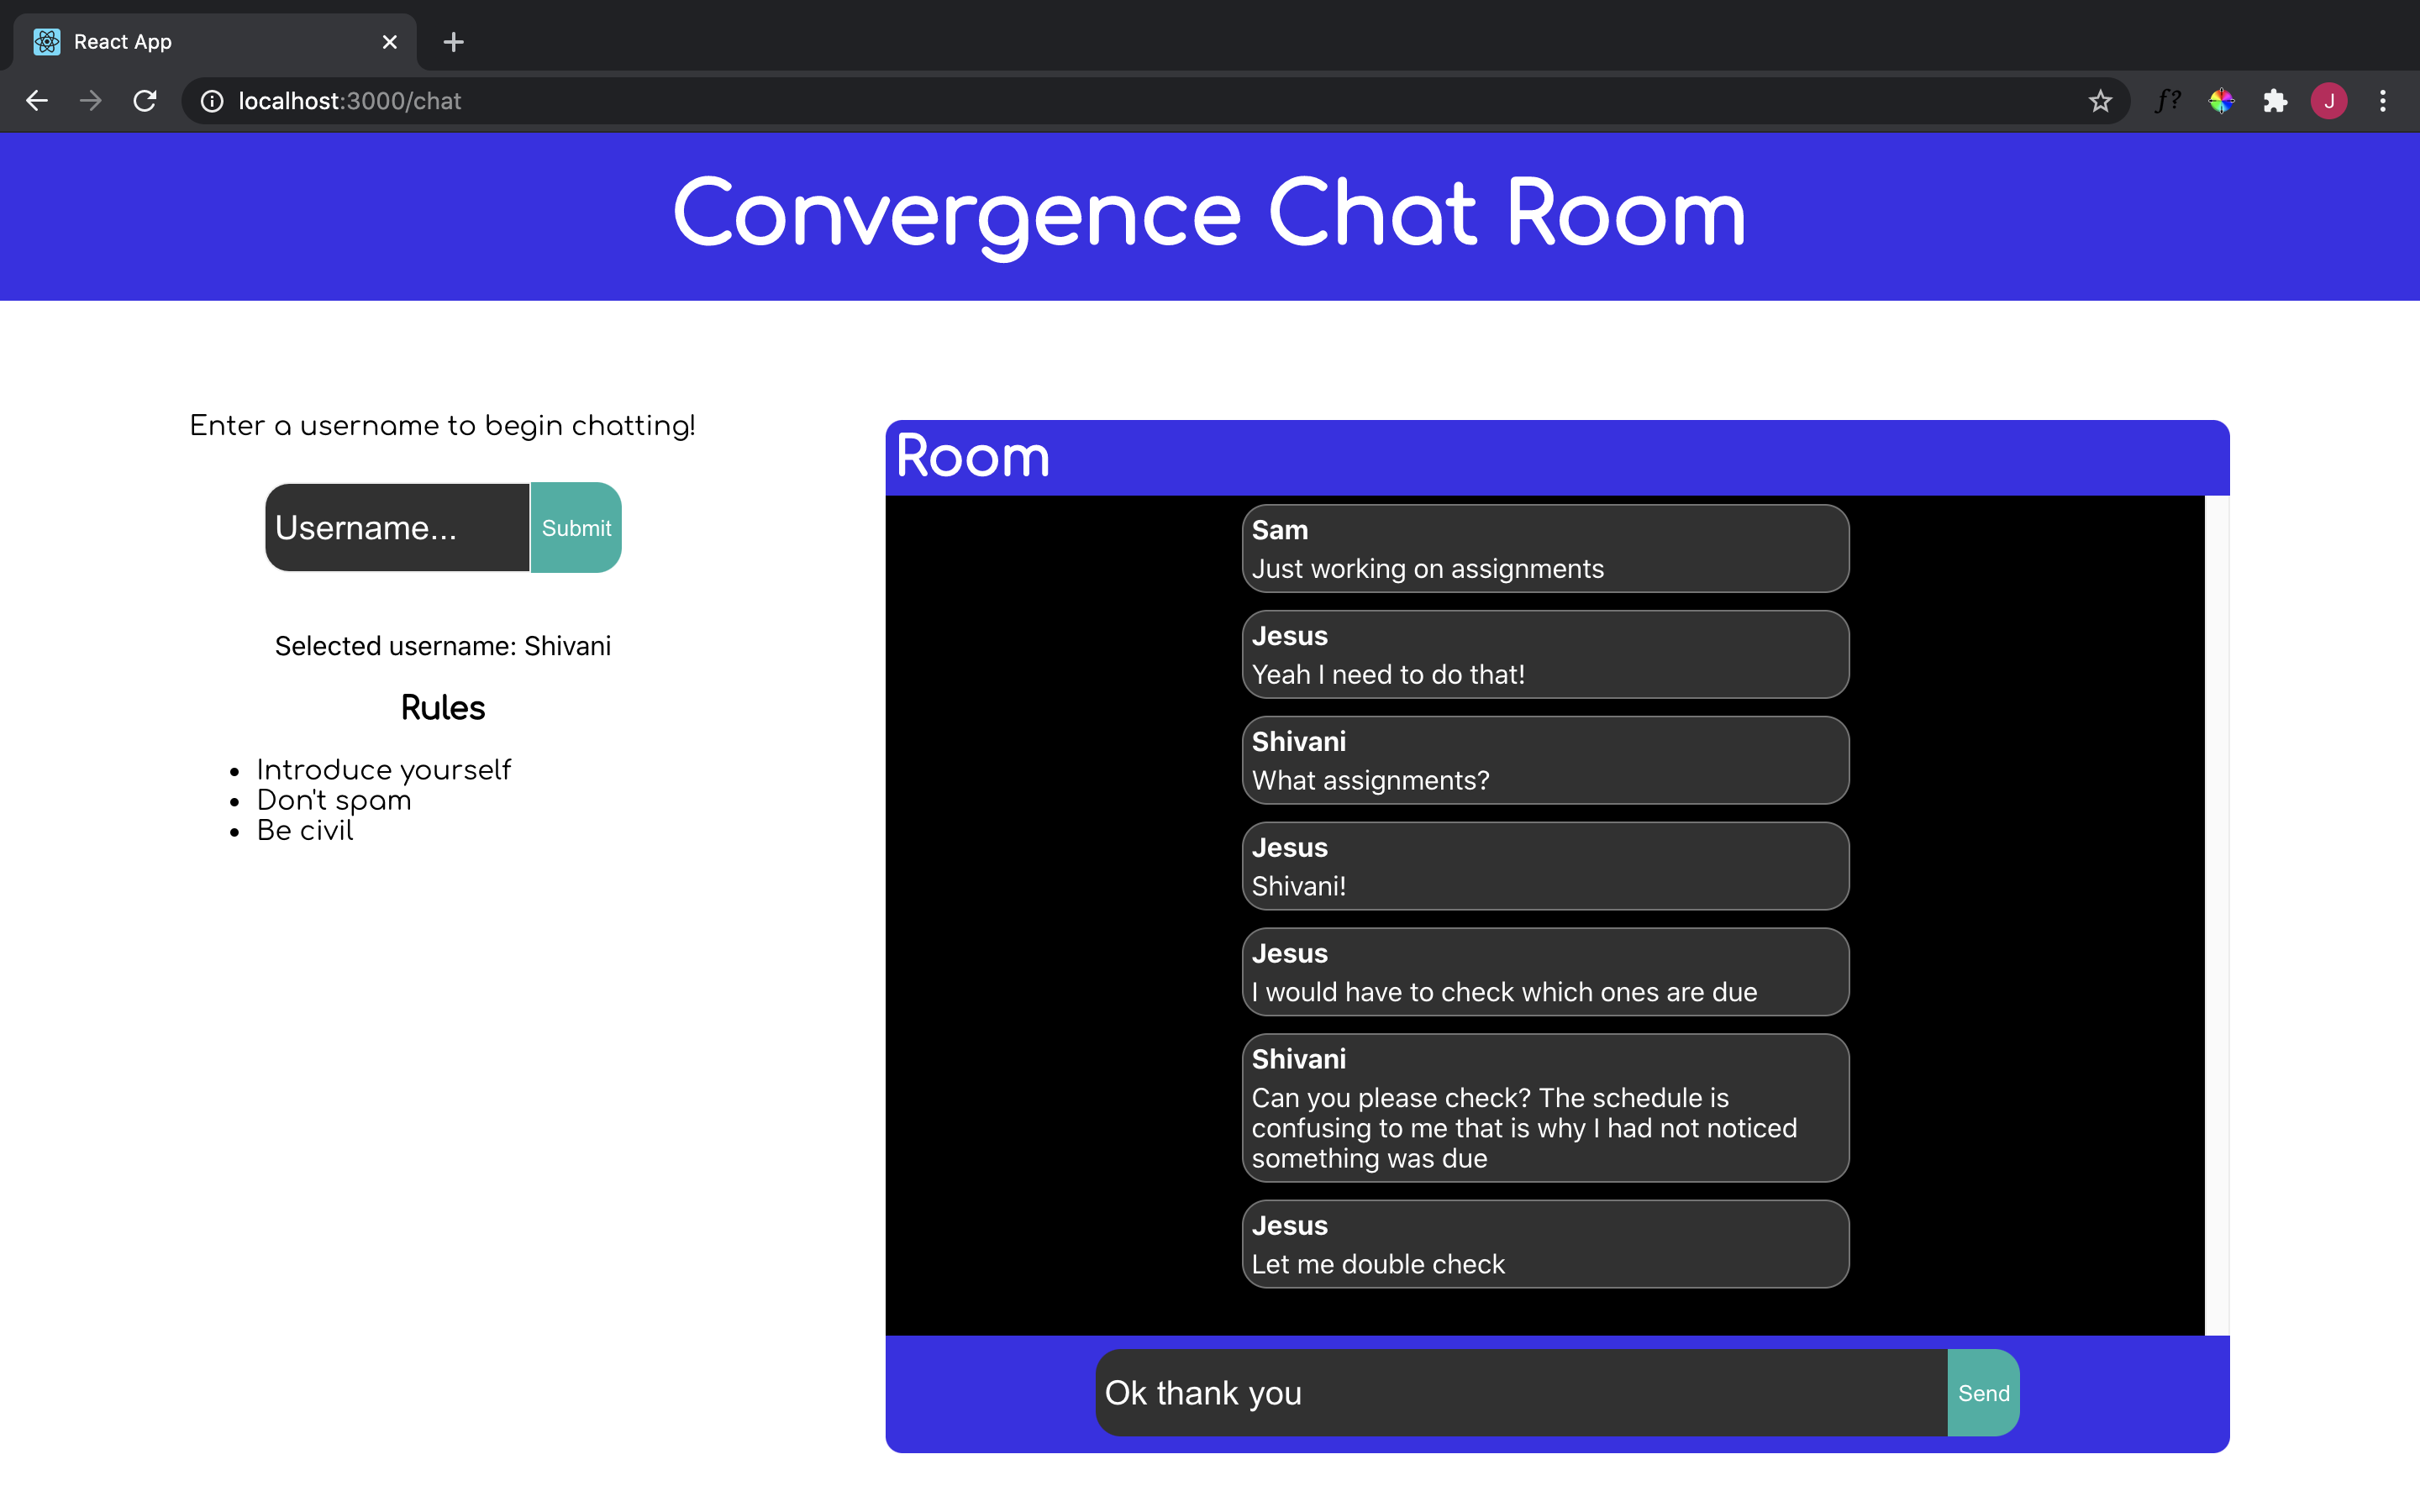 React App
localhost:3000/chat
f?
J
Convergence Chat Room
Enter a username to begin chatting!
Username...
Submit
Selected username: Shivani
Rules
Introduce yourself
Don't spam
Be civil
Room
Sam
Just working on assignments
Jesus
Yeah I need to do that!
Shivani
What assignments?
Jesus
Shivani!
Jesus
I would have to check which ones are due
Shivani
Can you please check? The schedule is
confusing to me that is why I had not noticed
something was due
Jesus
Let me double check
Ok thank you
Send